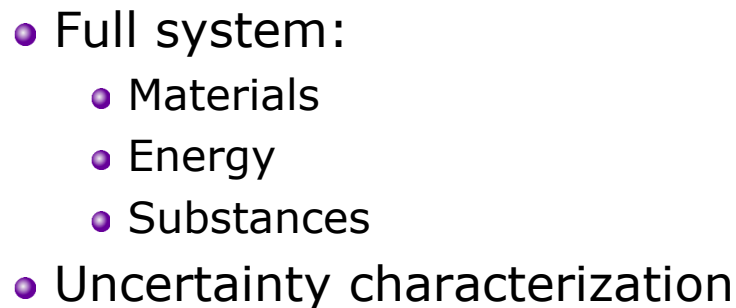 Full system:
Materials
Energy
Substances
Uncertainty characterization